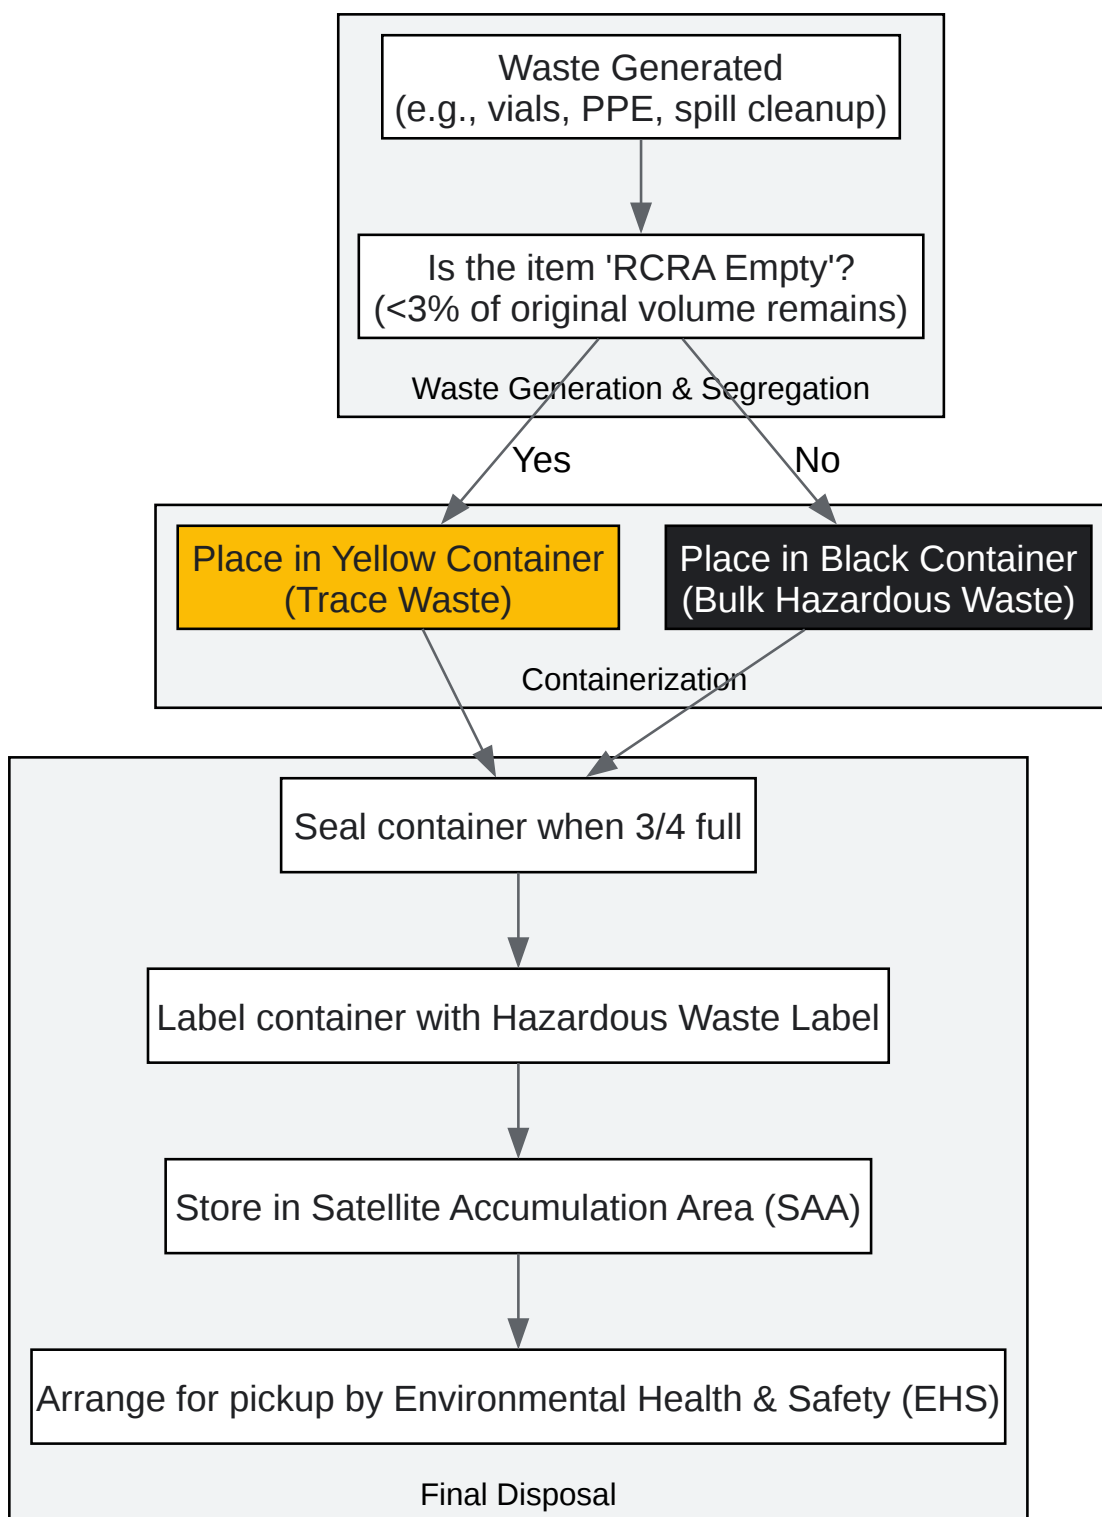 Waste Generated
(e.g., vials, PPE, spill cleanup)
Is the item 'RCRA Empty'?
(<3% of original volume remains)
Waste Generation & Segregation
Yes
No
Place in Yellow Container
(Trace Waste)
Place in Black Container
(Bulk Hazardous Waste)
Containerization
Seal container when 3/4 full
Label container with Hazardous Waste Label
Store in Satellite Accumulation Area (SAA)
Arrange for pickup by Environmental Health & Safety (EHS)
Final Disposal